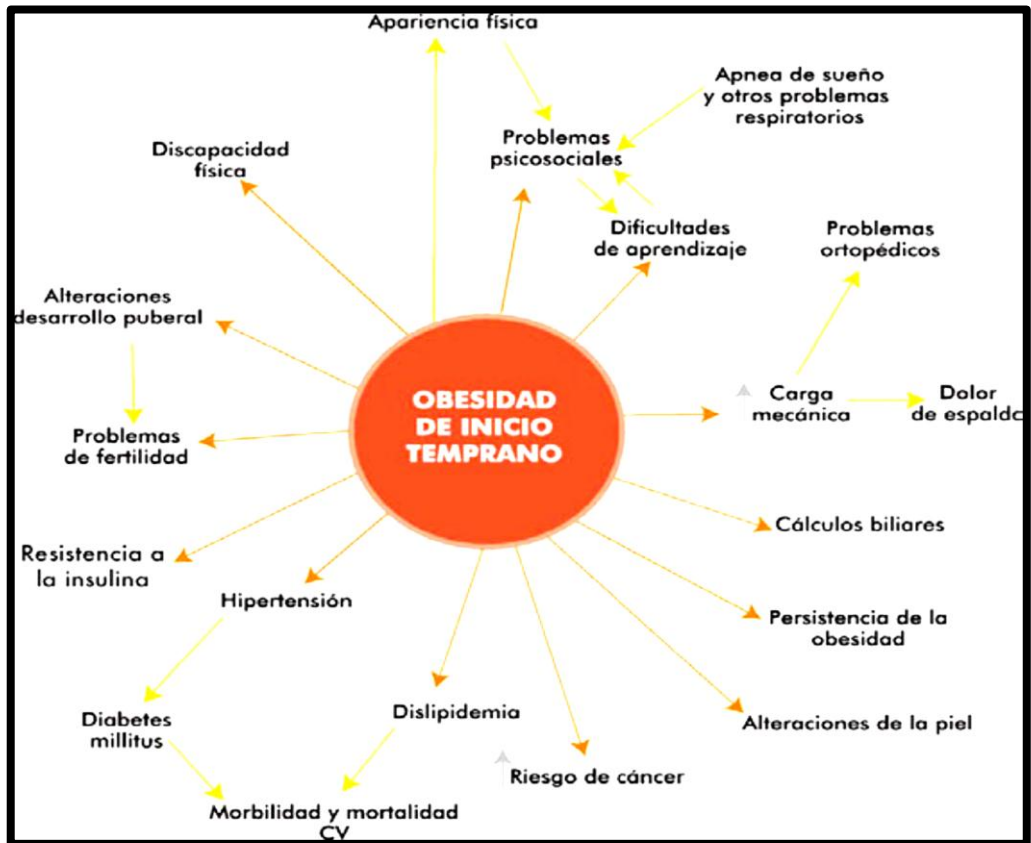 Apariencia física
Apnea de sueño
y otros problemas
respiratorios
Problemas
psicosociales
Discapacidad
física
Dificultades
de aprendizaje
Problemas
ortopédicos
Alteraciones
desarrollo puberal
OBESIDAD
DE INICIO
TEMPRANO
Carga
mecánica
Dolor
de espalda
Problemas
de fertilidad
Cálculos biliares
Resistencia a
la insulina
Hipertensión
Persistencia de la
obesidad
Diabetes
millitus
Dislipidemia
Alteraciones de la piel
Riesgo de cáncer
Morbilidad y mortalidad
CV